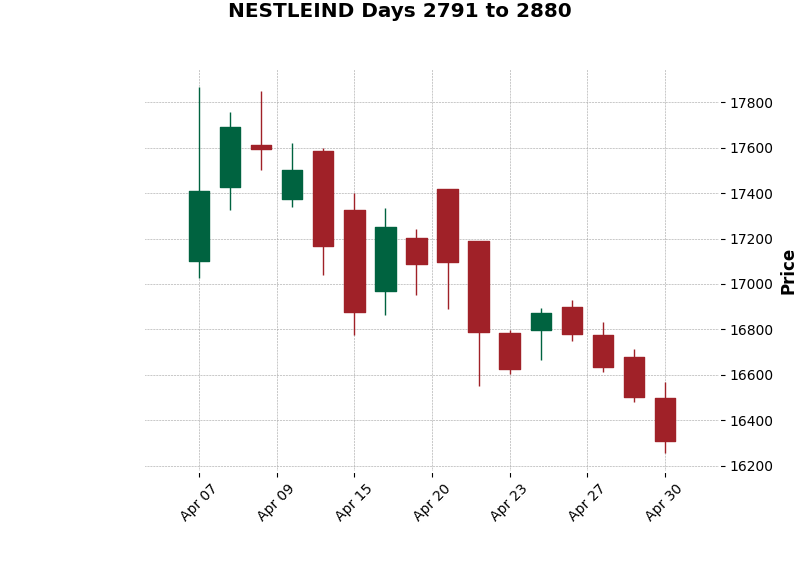 NESTLEIND Days 2791 to 2880
17800
17600
17400
17200
17000
16800
16600
16400
16200
Price
Apr 07
Apr 09
Apr 15
Apr 20
Apr 23
Apr 27
Apr 30